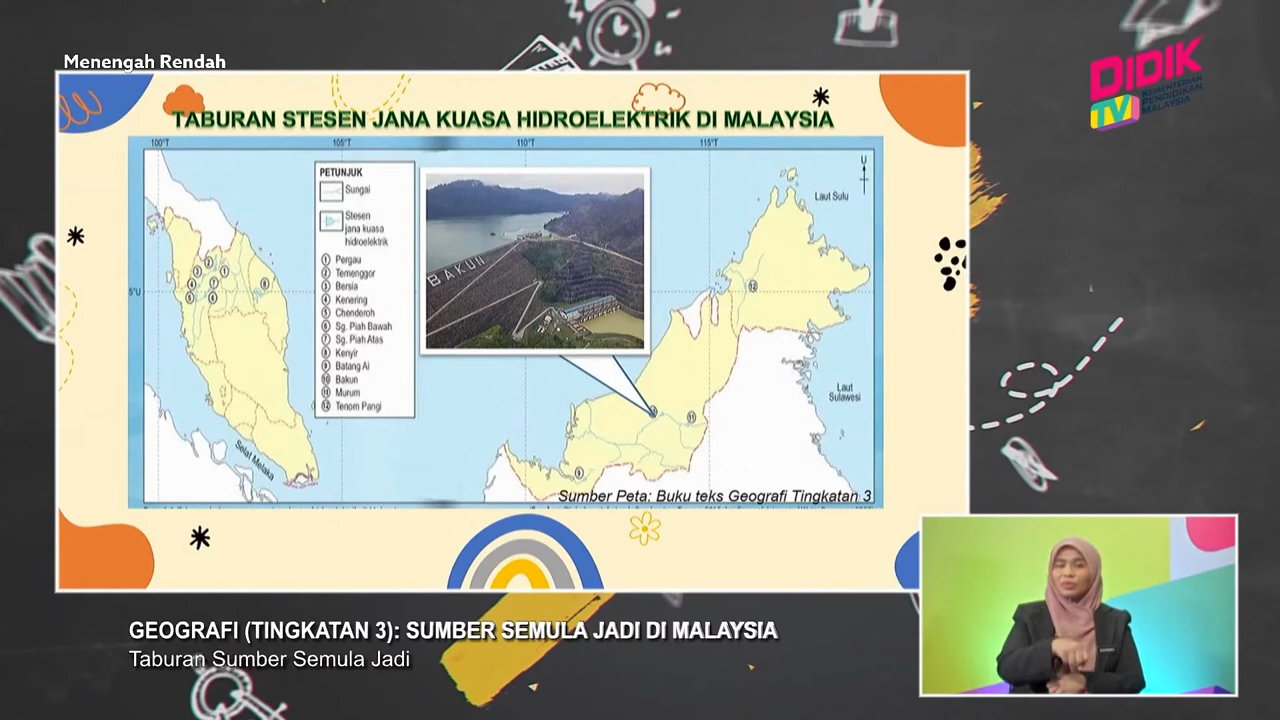 Menengah Rendah
DIDIK
TV
KEMENTERIAN
PENDIDIKAN
MALAYSIA
TABURAN STESEN JANA KUASA HIDROELEKTRIK DI MALAYSIA
100°T
105°T
110°T
115°T
5°U
U
PETUNJUK
Sungai
Stesen
jana kuasa
hidroelektrik
1 Pergau
2 Temenggor
3 Bersia
4 Kenering
5 Chenderoh
6 Sg. Piah Bawah
7 Sg. Piah Atas
8 Kenyir
9 Batang Ai
10 Bakun
11 Murum
12 Tenom Pangi
BAKUN
Laut Sulu
Laut
Sulawesi
Selat Melaka
Sumber Peta: Buku teks Geografi Tingkatan 3
GEOGRAFI (TINGKATAN 3): SUMBER SEMULA JADI DI MALAYSIA
Taburan Sumber Semula Jadi